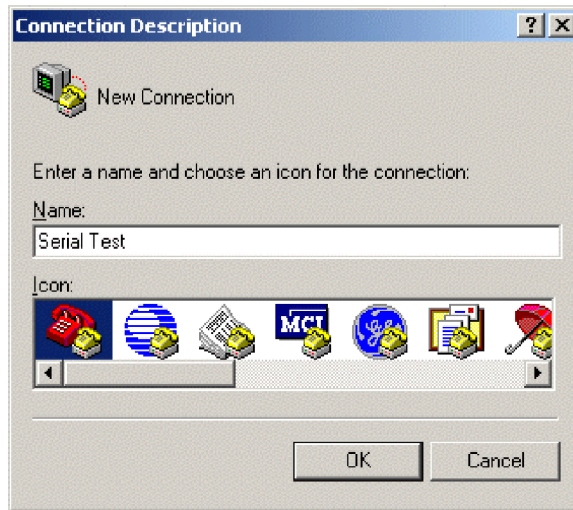 Connection Description
New Connection
Enter a name and choose an icon for the connection:
Name:
Serial Test
Icon:
MCI
OK
Cancel